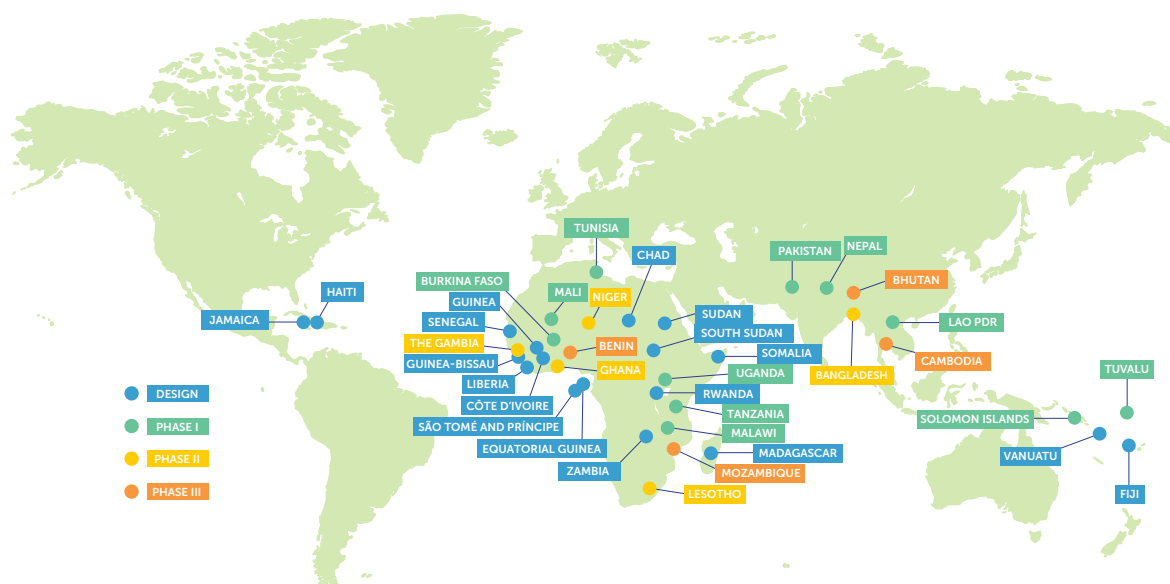 TUNISIA
CHAD
PAKISTAN
NEPAL
BHUTAN
BURKINA FASO
MALI
NIGER
HAITI
GUINEA
JAMAICA
SENEGAL
SUDAN
LAO PDR
SOUTH SUDAN
THE GAMBIA
BENIN
SOMALIA
GUINEA-BISSAU
GHANA
UGANDA
BANGLADESH
CAMBODIA
TUVALU
LIBERIA
DESIGN
RWANDA
CÔTE D'IVOIRE
TANZANIA
SOLOMON ISLANDS
PHASE I
SÃO TOMÉ AND PRÍNCIPE
MALAWI
EQUATORIAL GUINEA
MADAGASCAR
VANUATU
PHASE II
ZAMBIA
MOZAMBIQUE
PHASE III
LESOTHO
FIJI